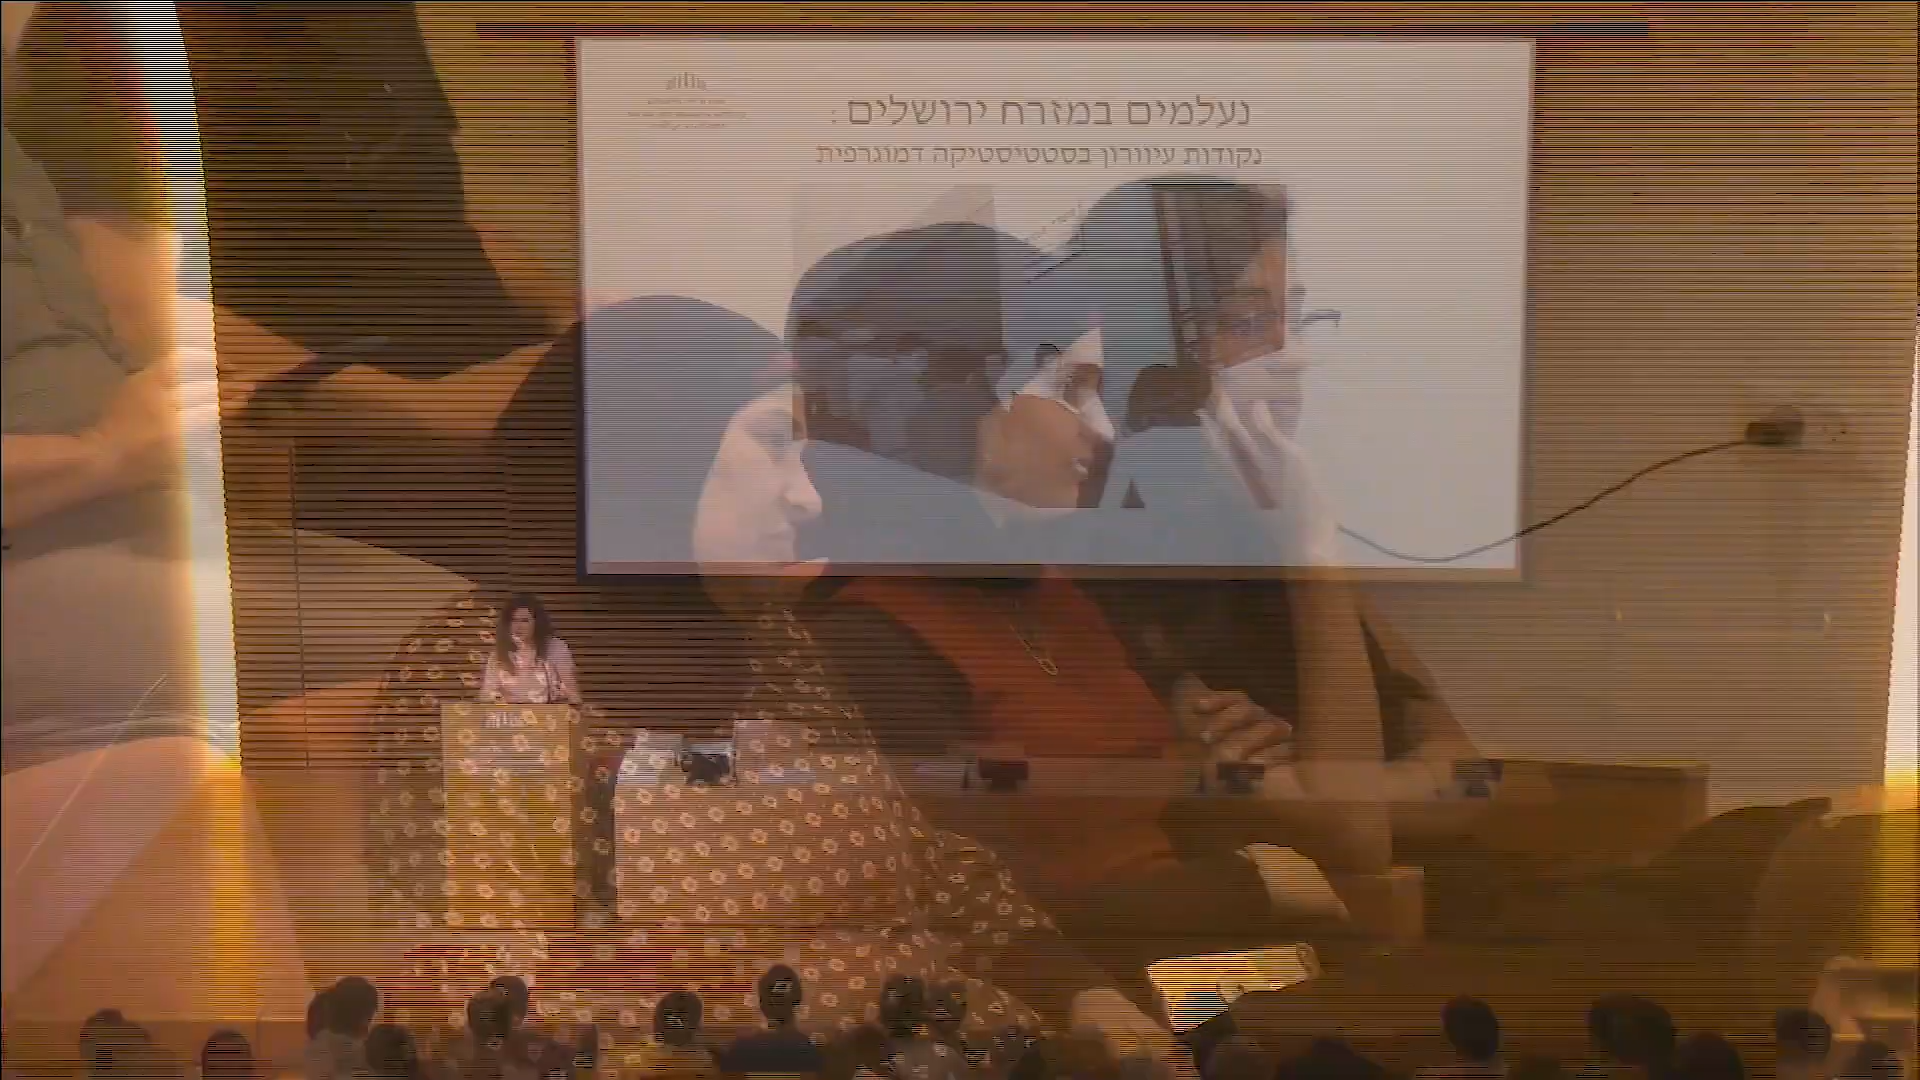 נעלמים במזרח ירושלים:
נקודות עיוורון בסטטיסטיקה דמוגרפית